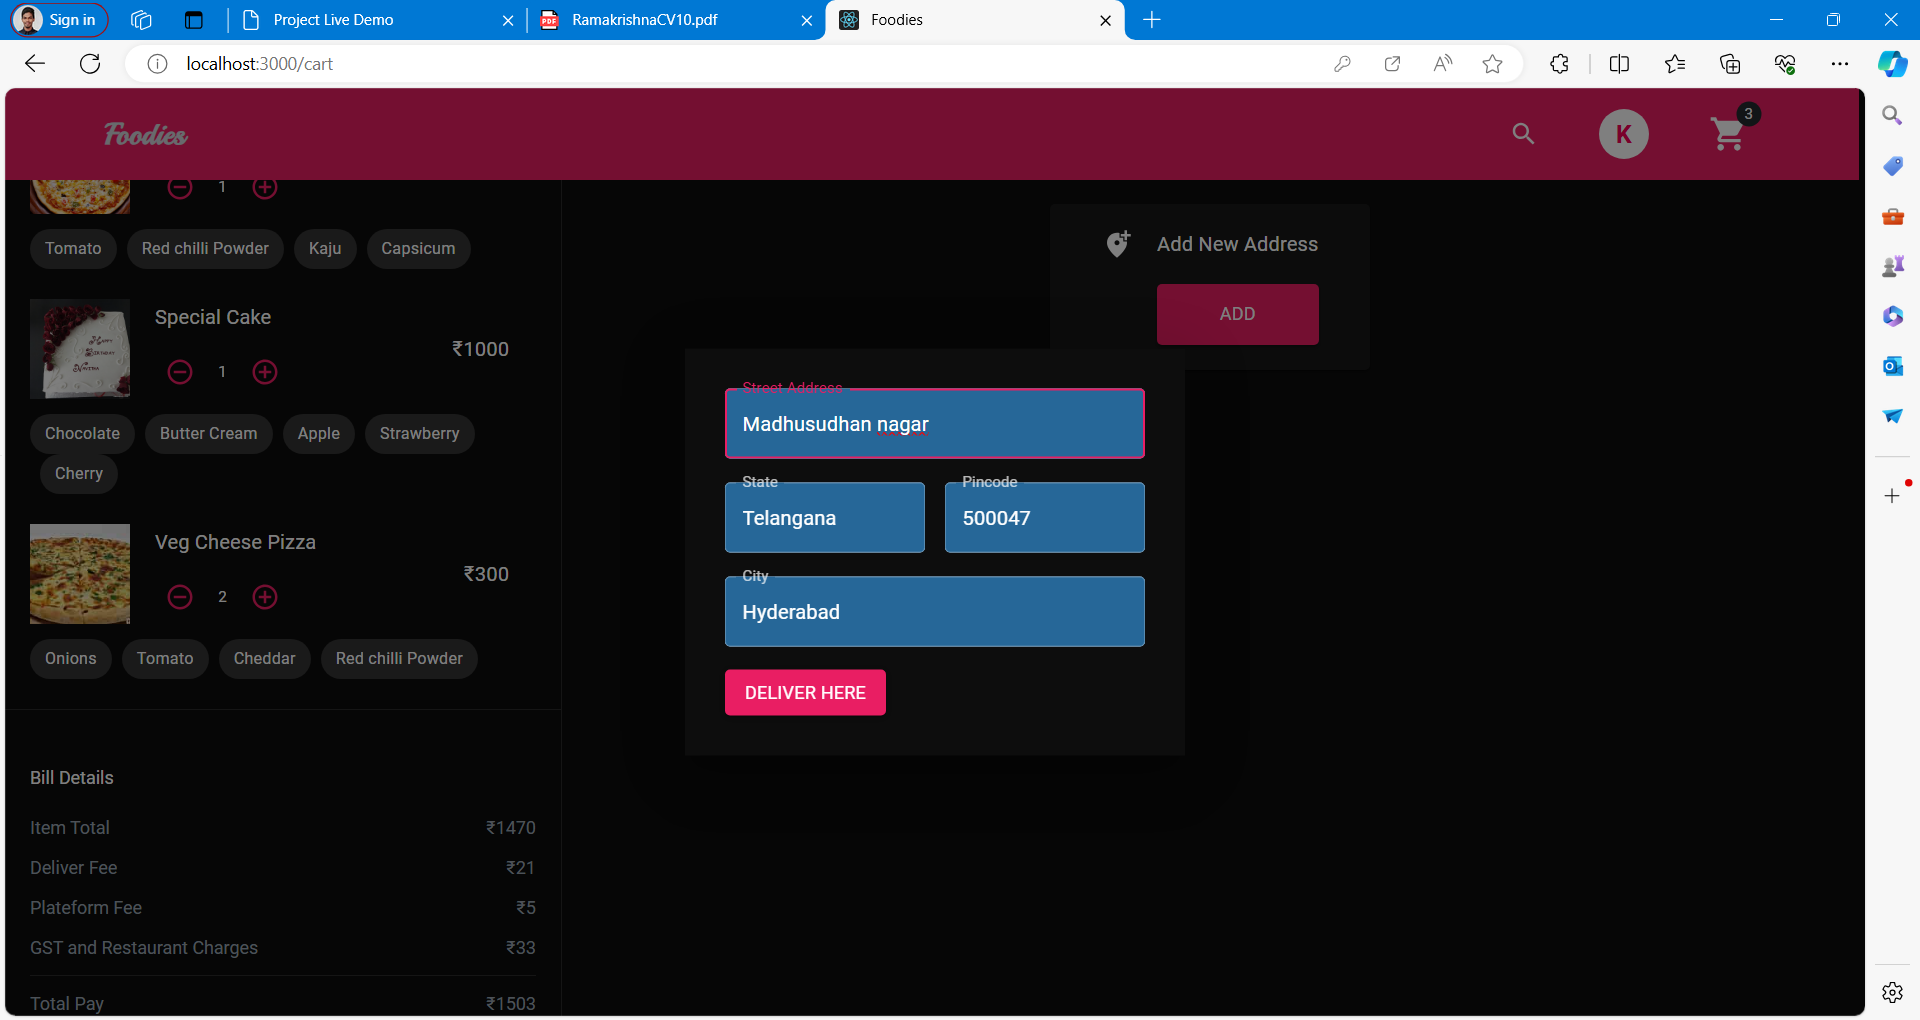 Sign in
Project Live Demo
RamakrishnaCV10.pdf
Foodies
localhost:3000/cart
Foodies
K
3
1
Tomato
Red chilli Powder
Kaju
Capsicum
Special Cake
₹1000
1
Chocolate
Butter Cream
Apple
Strawberry
Cherry
Veg Cheese Pizza
₹300
2
Onions
Tomato
Cheddar
Red chilli Powder
Bill Details
Item Total ₹1470
Deliver Fee ₹21
Plateform Fee ₹5
GST and Restaurant Charges ₹33
Total Pay ₹1503
Add New Address
ADD
Street Address
Madhusudhan nagar
State
Telangana
Pincode
500047
City
Hyderabad
DELIVER HERE